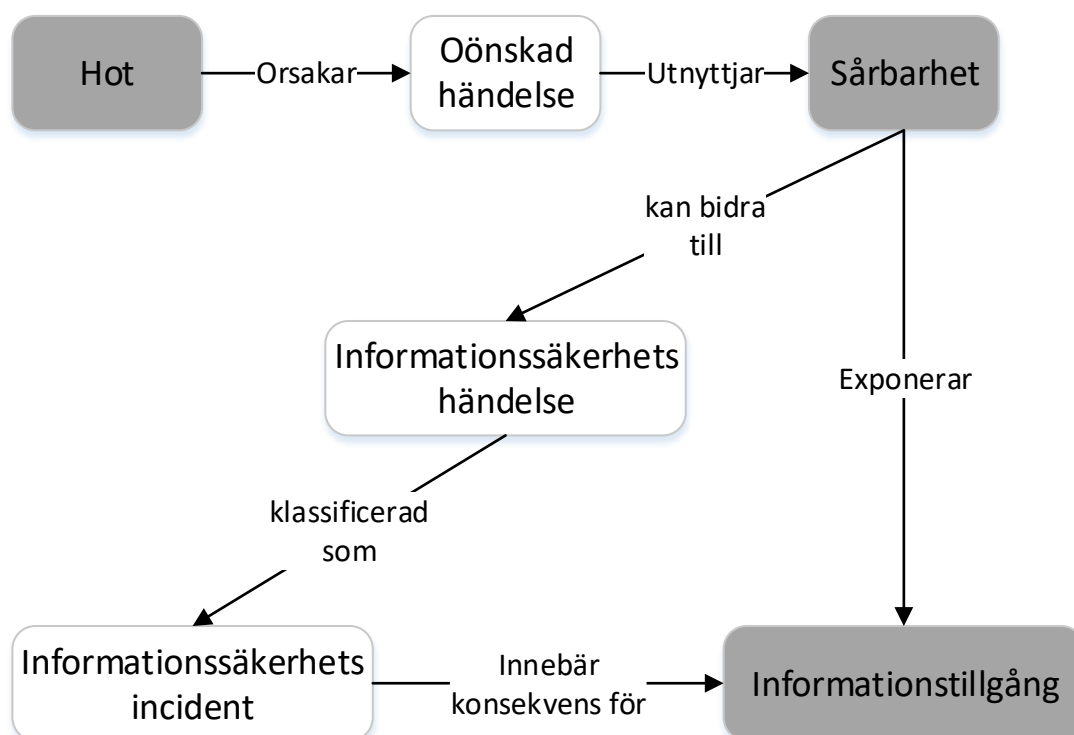 Hot
Orsakar
Oönskad
händelse
Utnyttjar
Sårbarhet
kan bidra
till
Informationssäkerhets
händelse
Exponerar
klassificerad
som
Informationssäkerhets
incident
Innebär
konsekvens för
Informationstillgång